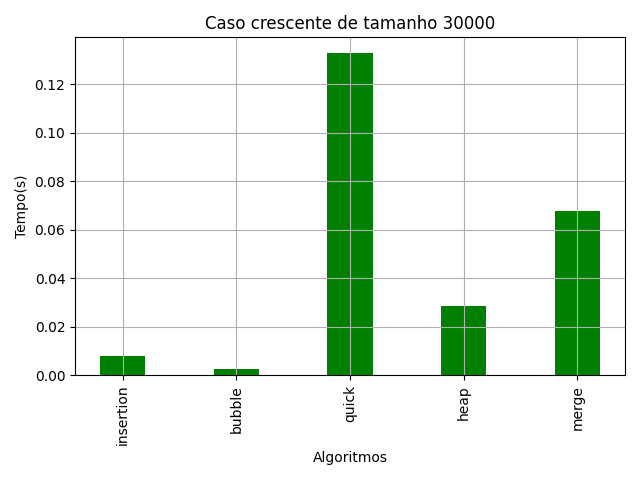 Caso crescente de tamanho 30000
Tempo(s)
0.12
0.10
0.08
0.06
0.04
0.02
0.00
insertion
bubble
quick
heap
merge
Algoritmos